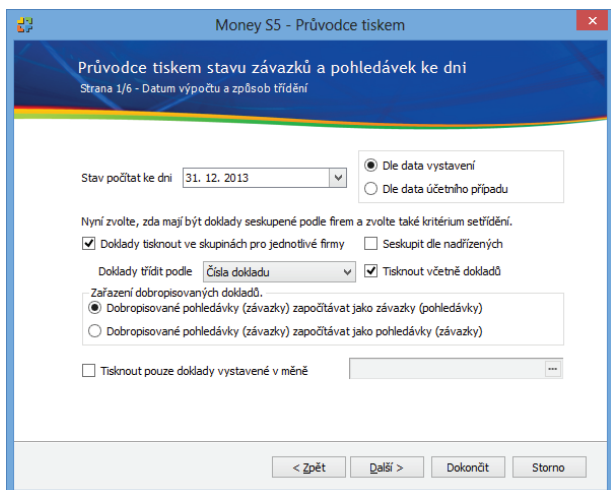 Money S5 - Průvodce tiskem
Průvodce tiskem stavu závazků a pohledávek ke dni
Strana 1/6 - Datum výpočtu a způsob třídění
Stav počítat ke dni 31. 12. 2013
Dle data vystavení
Dle data účetního případu
Nyní zvolte, zda mají být doklady seskupené podle firem a zvolte také kritérium setřídění.
Doklady tisknout ve skupinách pro jednotlivé firmy Seskupit dle nadřízených
Doklady třídit podle Čísla dokladu Tisknout včetně dokladů
Zařazení dobropisovaných dokladů.
Dobropisované pohledávky (závazky) započítávat jako závazky (pohledávky)
Dobropisované pohledávky (závazky) započítávat jako pohledávky (závazky)
Tisknout pouze doklady vystavené v měně ...
< Zpět Další > Dokončit Storno